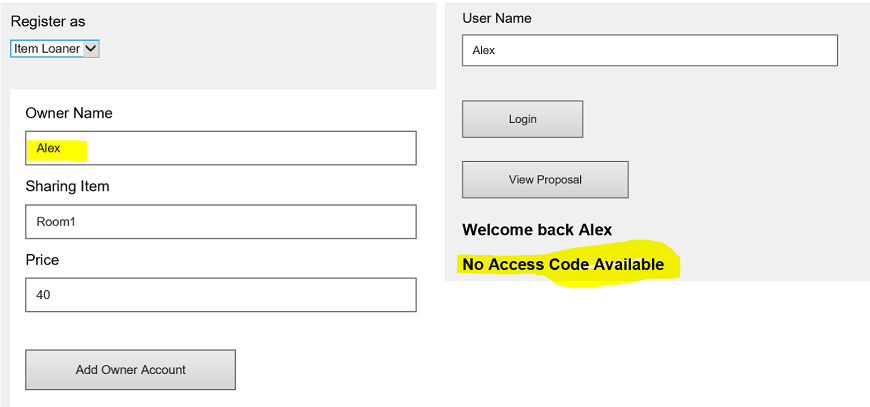 Register as
Item Loaner
Owner Name
Alex
Sharing Item
Room1
Price
40
Add Owner Account
User Name
Alex
Login
View Proposal
Welcome back Alex
No Access Code Available